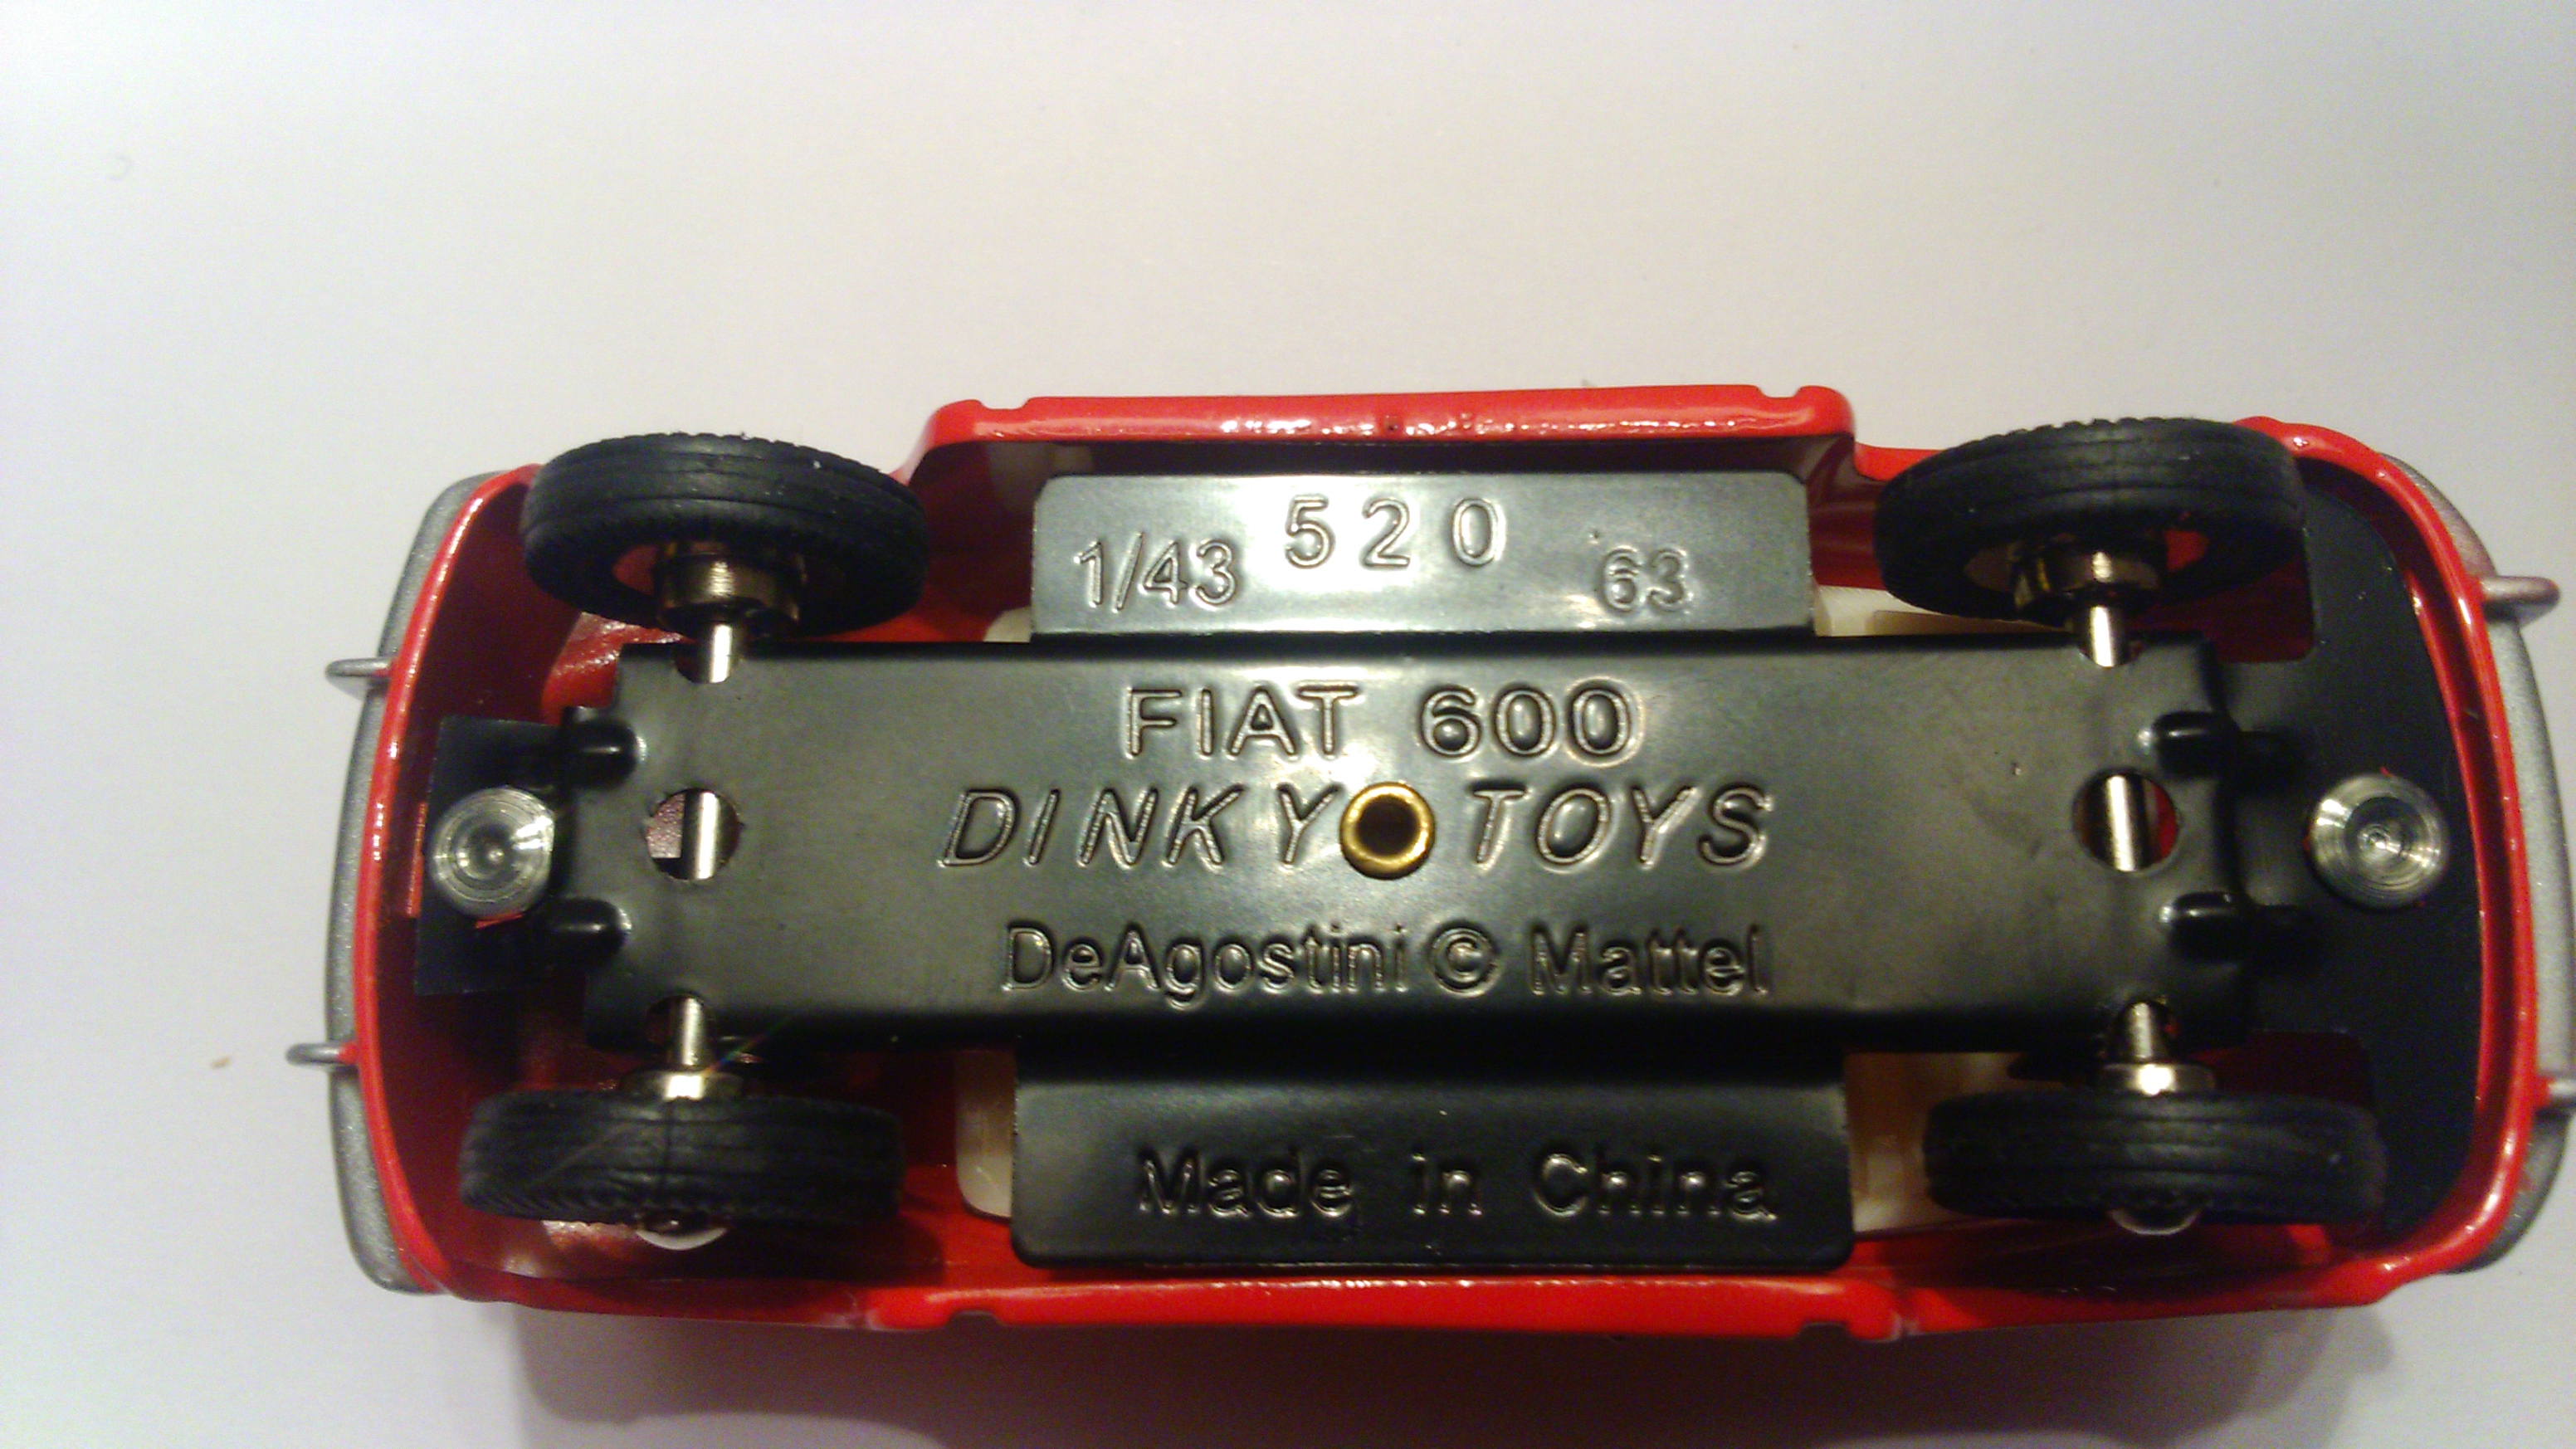 520
1/43 63
FIAT 600
DINKY TOYS
DeAgostini © Mattel
Made in China